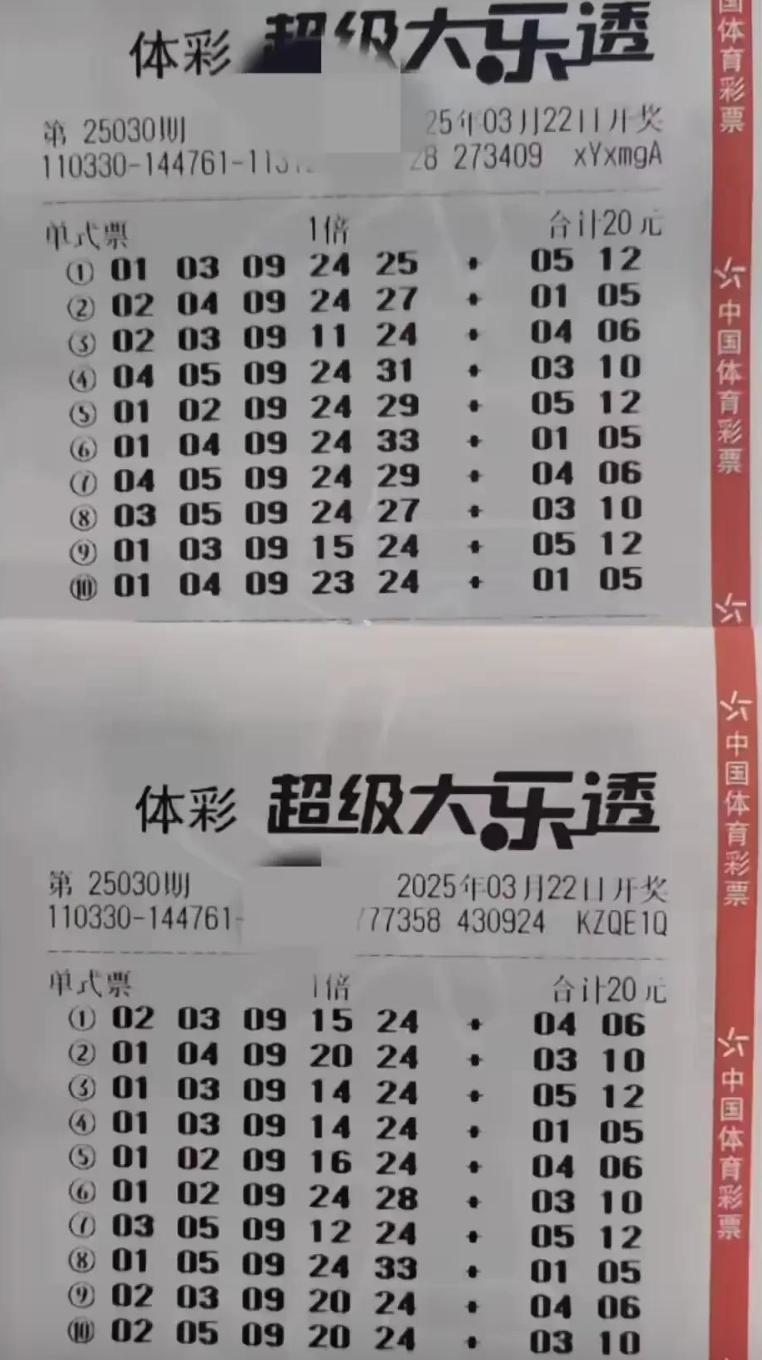 体彩 超级大乐透
第 25030期 25年03月22日开奖
110330-144761-113 28 273409 xYxmgA
单式票 1倍 合计20元
① 01 03 09 24 25 + 05 12
② 02 04 09 24 27 + 01 05
③ 02 03 09 11 24 + 04 06
④ 04 05 09 24 31 + 03 10
⑤ 01 02 09 24 29 + 05 12
⑥ 01 04 09 24 33 + 01 05
⑦ 04 05 09 24 29 + 04 06
⑧ 03 05 09 24 27 + 03 10
⑨ 01 03 09 15 24 + 05 12
⑩ 01 04 09 23 24 + 01 05
体彩 超级大乐透
第 25030期 2025年03月22日开奖
110330-144761- 77358 430924 KZQE1Q
单式票 1倍 合计20元
① 02 03 09 15 24 + 04 06
② 01 04 09 20 24 + 03 10
③ 01 03 09 14 24 + 05 12
④ 01 03 09 14 24 + 01 05
⑤ 01 02 09 16 24 + 04 06
⑥ 01 02 09 24 28 + 03 10
⑦ 03 05 09 12 24 + 05 12
⑧ 01 05 09 24 33 + 01 05
⑨ 02 03 09 20 24 + 04 06
⑩ 02 05 09 20 24 + 03 10
国体育彩票
中国体育彩票
中国体育彩票
中国体育彩票